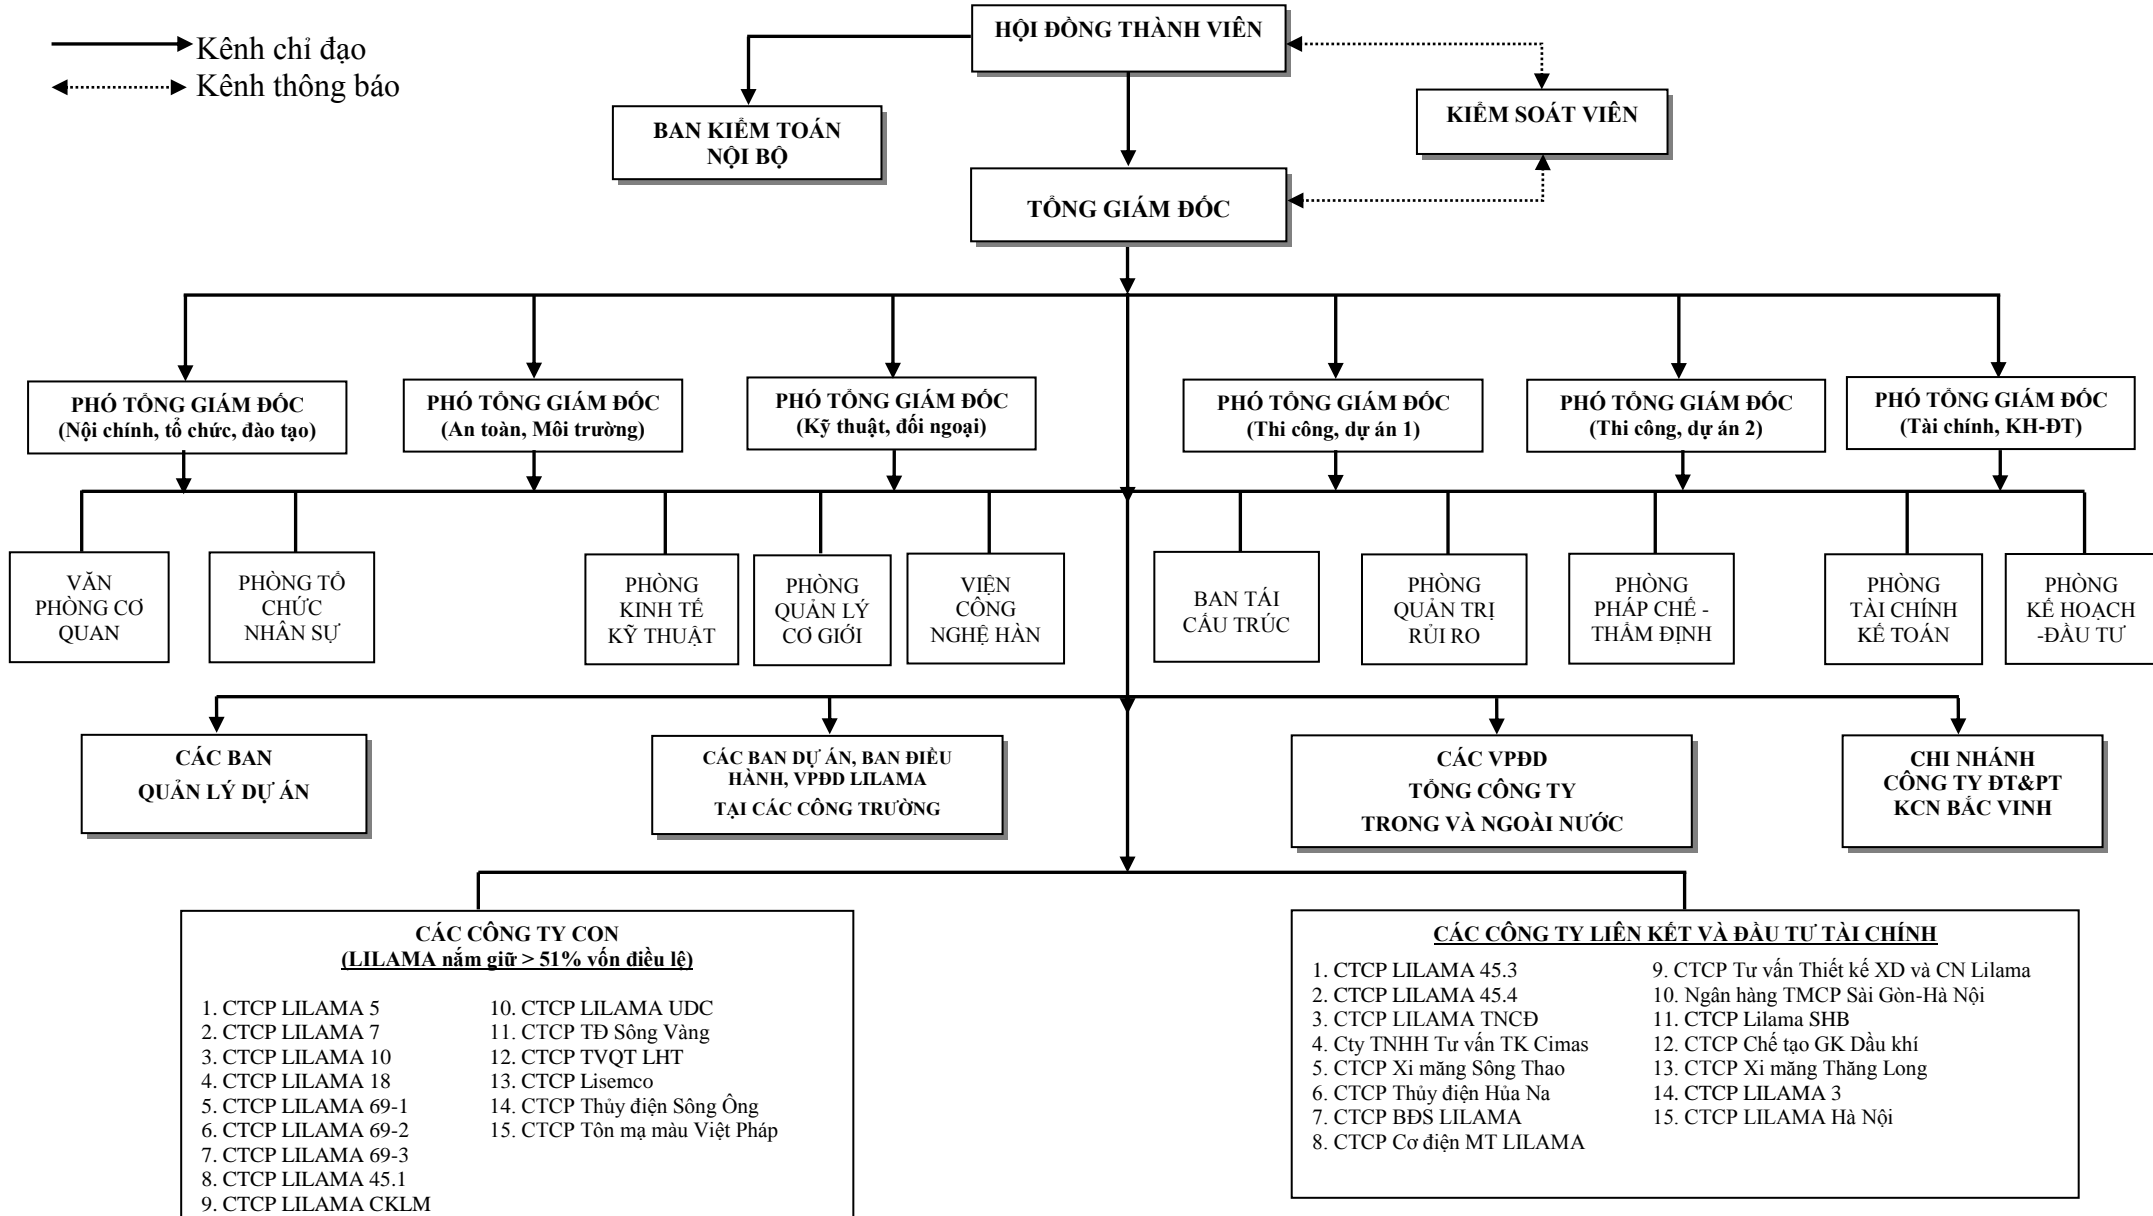 Kênh chỉ đạo
Kênh thông báo
HỘI ĐỒNG THÀNH VIÊN
BAN KIỂM TOÁN
NỘI BỘ
KIỂM SOÁT VIÊN
TỔNG GIÁM ĐỐC
PHÓ TỔNG GIÁM ĐỐC
(Nội chính, tổ chức, đào tạo)
PHÓ TỔNG GIÁM ĐỐC
(An toàn, Môi trường)
PHÓ TỔNG GIÁM ĐỐC
(Kỹ thuật, đối ngoại)
PHÓ TỔNG GIÁM ĐỐC
(Thi công, dự án 1)
PHÓ TỔNG GIÁM ĐỐC
(Thi công, dự án 2)
PHÓ TỔNG GIÁM ĐỐC
(Tài chính, KH-ĐT)
VĂN
PHÒNG CƠ
QUAN
PHÒNG TỔ
CHỨC
NHÂN SỰ
PHÒNG
KINH TẾ
KỸ THUẬT
PHÒNG
QUẢN LÝ
CƠ GIỚI
VIỆN
CÔNG
NGHỆ HÀN
BAN TÁI
CẤU TRÚC
PHÒNG
QUẢN TRỊ
RỦI RO
PHÒNG
PHÁP CHẾ -
THẨM ĐỊNH
PHÒNG
TÀI CHÍNH
KẾ TOÁN
PHÒNG
KẾ HOẠCH
-ĐẦU TƯ
CÁC BAN
QUẢN LÝ DỰ ÁN
CÁC BAN DỰ ÁN, BAN ĐIỀU
HÀNH, VPĐD LILAMA
TẠI CÁC CÔNG TRƯỜNG
CÁC VPĐD
TỔNG CÔNG TY
TRONG VÀ NGOÀI NƯỚC
CHI NHÁNH
CÔNG TY ĐT&PT
KCN BẮC VINH
CÁC CÔNG TY CON
(LILAMA nắm giữ > 51% vốn điều lệ)
1. CTCP LILAMA 5
2. CTCP LILAMA 7
3. CTCP LILAMA 10
4. CTCP LILAMA 18
5. CTCP LILAMA 69-1
6. CTCP LILAMA 69-2
7. CTCP LILAMA 69-3
8. CTCP LILAMA 45.1
9. CTCP LILAMA CKLM
10. CTCP LILAMA UDC
11. CTCP TĐ Sông Vàng
12. CTCP TVQT LHT
13. CTCP Lisemco
14. CTCP Thủy điện Sông Ông
15. CTCP Tôn mạ màu Việt Pháp
CÁC CÔNG TY LIÊN KẾT VÀ ĐẦU TƯ TÀI CHÍNH
1. CTCP LILAMA 45.3
2. CTCP LILAMA 45.4
3. CTCP LILAMA TNCĐ
4. Cty TNHH Tư vấn TK Cimas
5. CTCP Xi măng Sông Thao
6. CTCP Thủy điện Hủa Na
7. CTCP BĐS LILAMA
8. CTCP Cơ điện MT LILAMA
9. CTCP Tư vấn Thiết kế XD và CN Lilama
10. Ngân hàng TMCP Sài Gòn-Hà Nội
11. CTCP Lilama SHB
12. CTCP Chế tạo GK Dầu khí
13. CTCP Xi măng Thăng Long
14. CTCP LILAMA 3
15. CTCP LILAMA Hà Nội